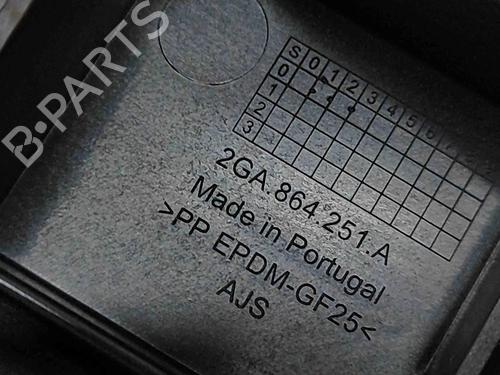 B·PARTS
S 0 1 2 3 4 5 6 7
0
1
2
3
2GA.864.251.A
Made in Portugal
>PP EPDM-GF25<
AJS